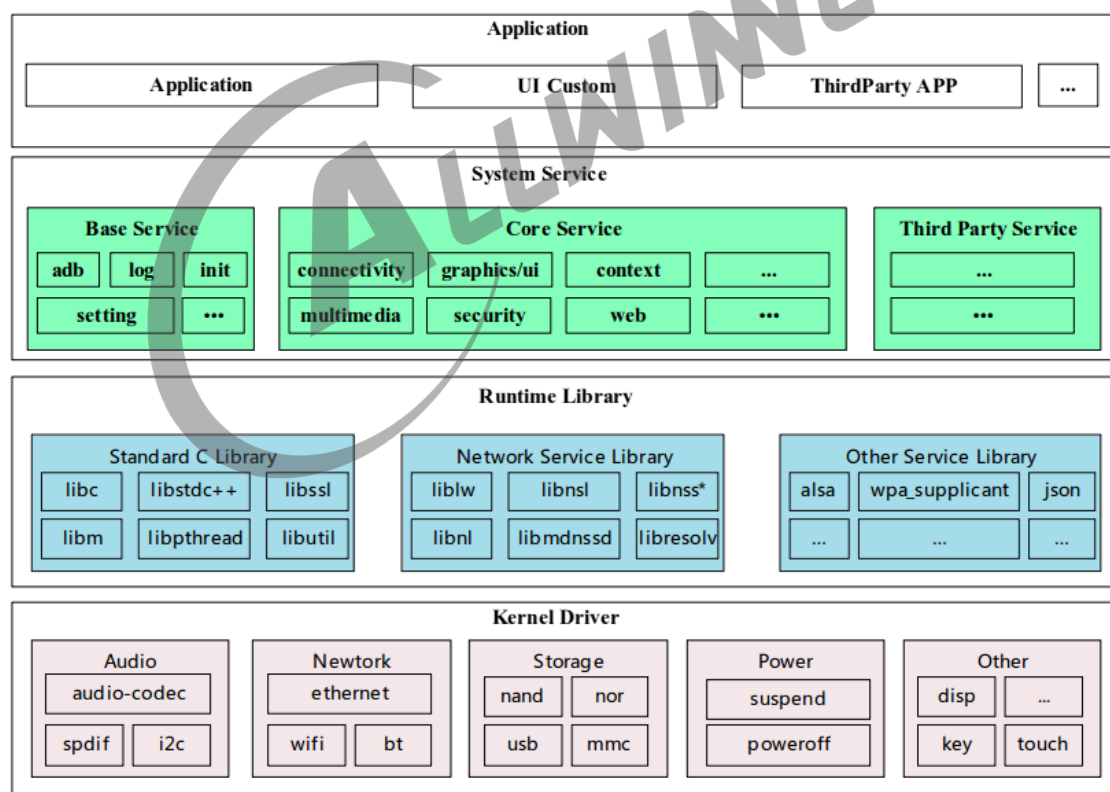 Application
Application UI Custom ThirdParty APP ...
ALLWINNE
System Service
Base Service Core Service Third Party Service
adb log init connectivity graphics/ui context ... ...
setting ... multimedia security web ... ...
Runtime Library
Standard C Library Network Service Library Other Service Library
libc libstdc++ libssl liblw libnsl libnss* alsa wpa_supplicant json
libm libpthread libutil libnl libmdnssd libresolv ... ... ...
Kernel Driver
Audio Newtork Storage Power Other
audio-codec ethernet nand nor suspend disp ...
spdif i2c wifi bt usb mmc poweroff key touch